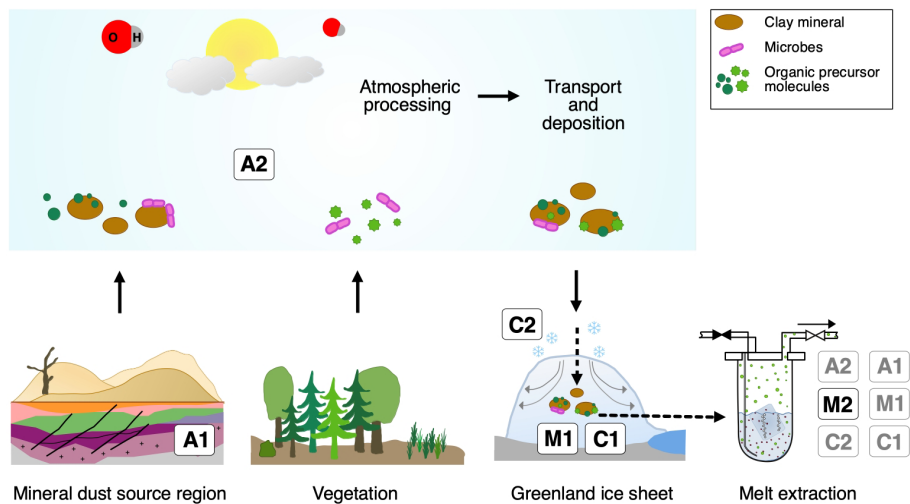 O H
Clay mineral
Microbes
Organic precursor
molecules
Atmospheric
processing
Transport
and
deposition
A2
C2
A1
M1 C1
A2 A1
M2 M1
C2 C1
Mineral dust source region
Vegetation
Greenland ice sheet
Melt extraction